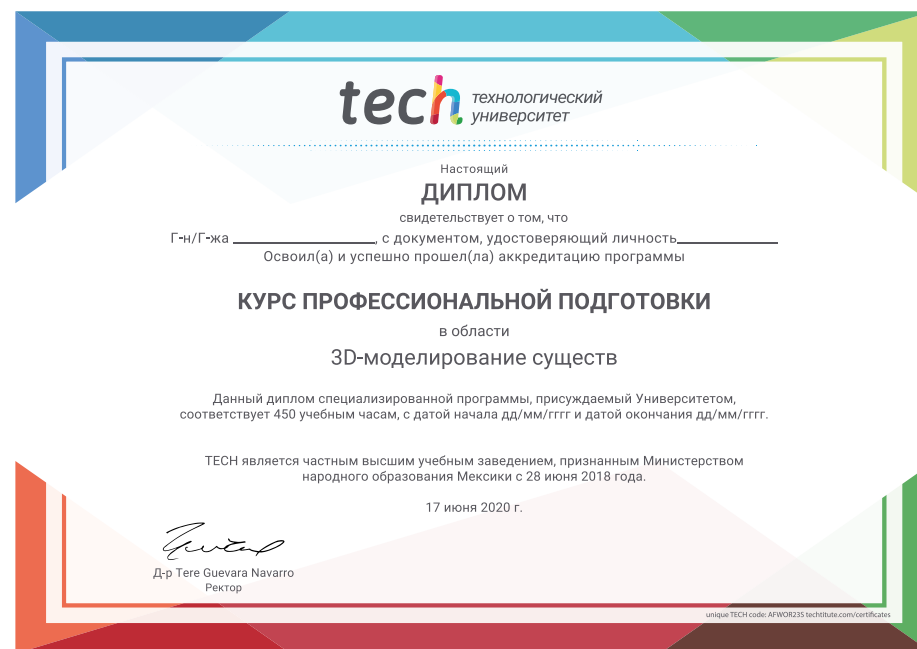 tech технологический
университет
Настоящий
ДИПЛОМ
свидетельствует о том, что
Г-н/Г-жа ____________________, с документом, удостоверяющий личность______________
Освоил(а) и успешно прошел(ла) аккредитацию программы
КУРС ПРОФЕССИОНАЛЬНОЙ ПОДГОТОВКИ
в области
3D-моделирование существ
Данный диплом специализированной программы, присуждаемый Университетом,
соответствует 450 учебным часам, с датой начала дд/мм/гггг и датой окончания дд/мм/гггг.
TECH является частным высшим учебным заведением, признанным Министерством
народного образования Мексики с 28 июня 2018 года.
17 июня 2020 г.
Д-р Tere Guevara Navarro
Ректор
unique TECH code: AFWOR23S techtitute.com/certificates